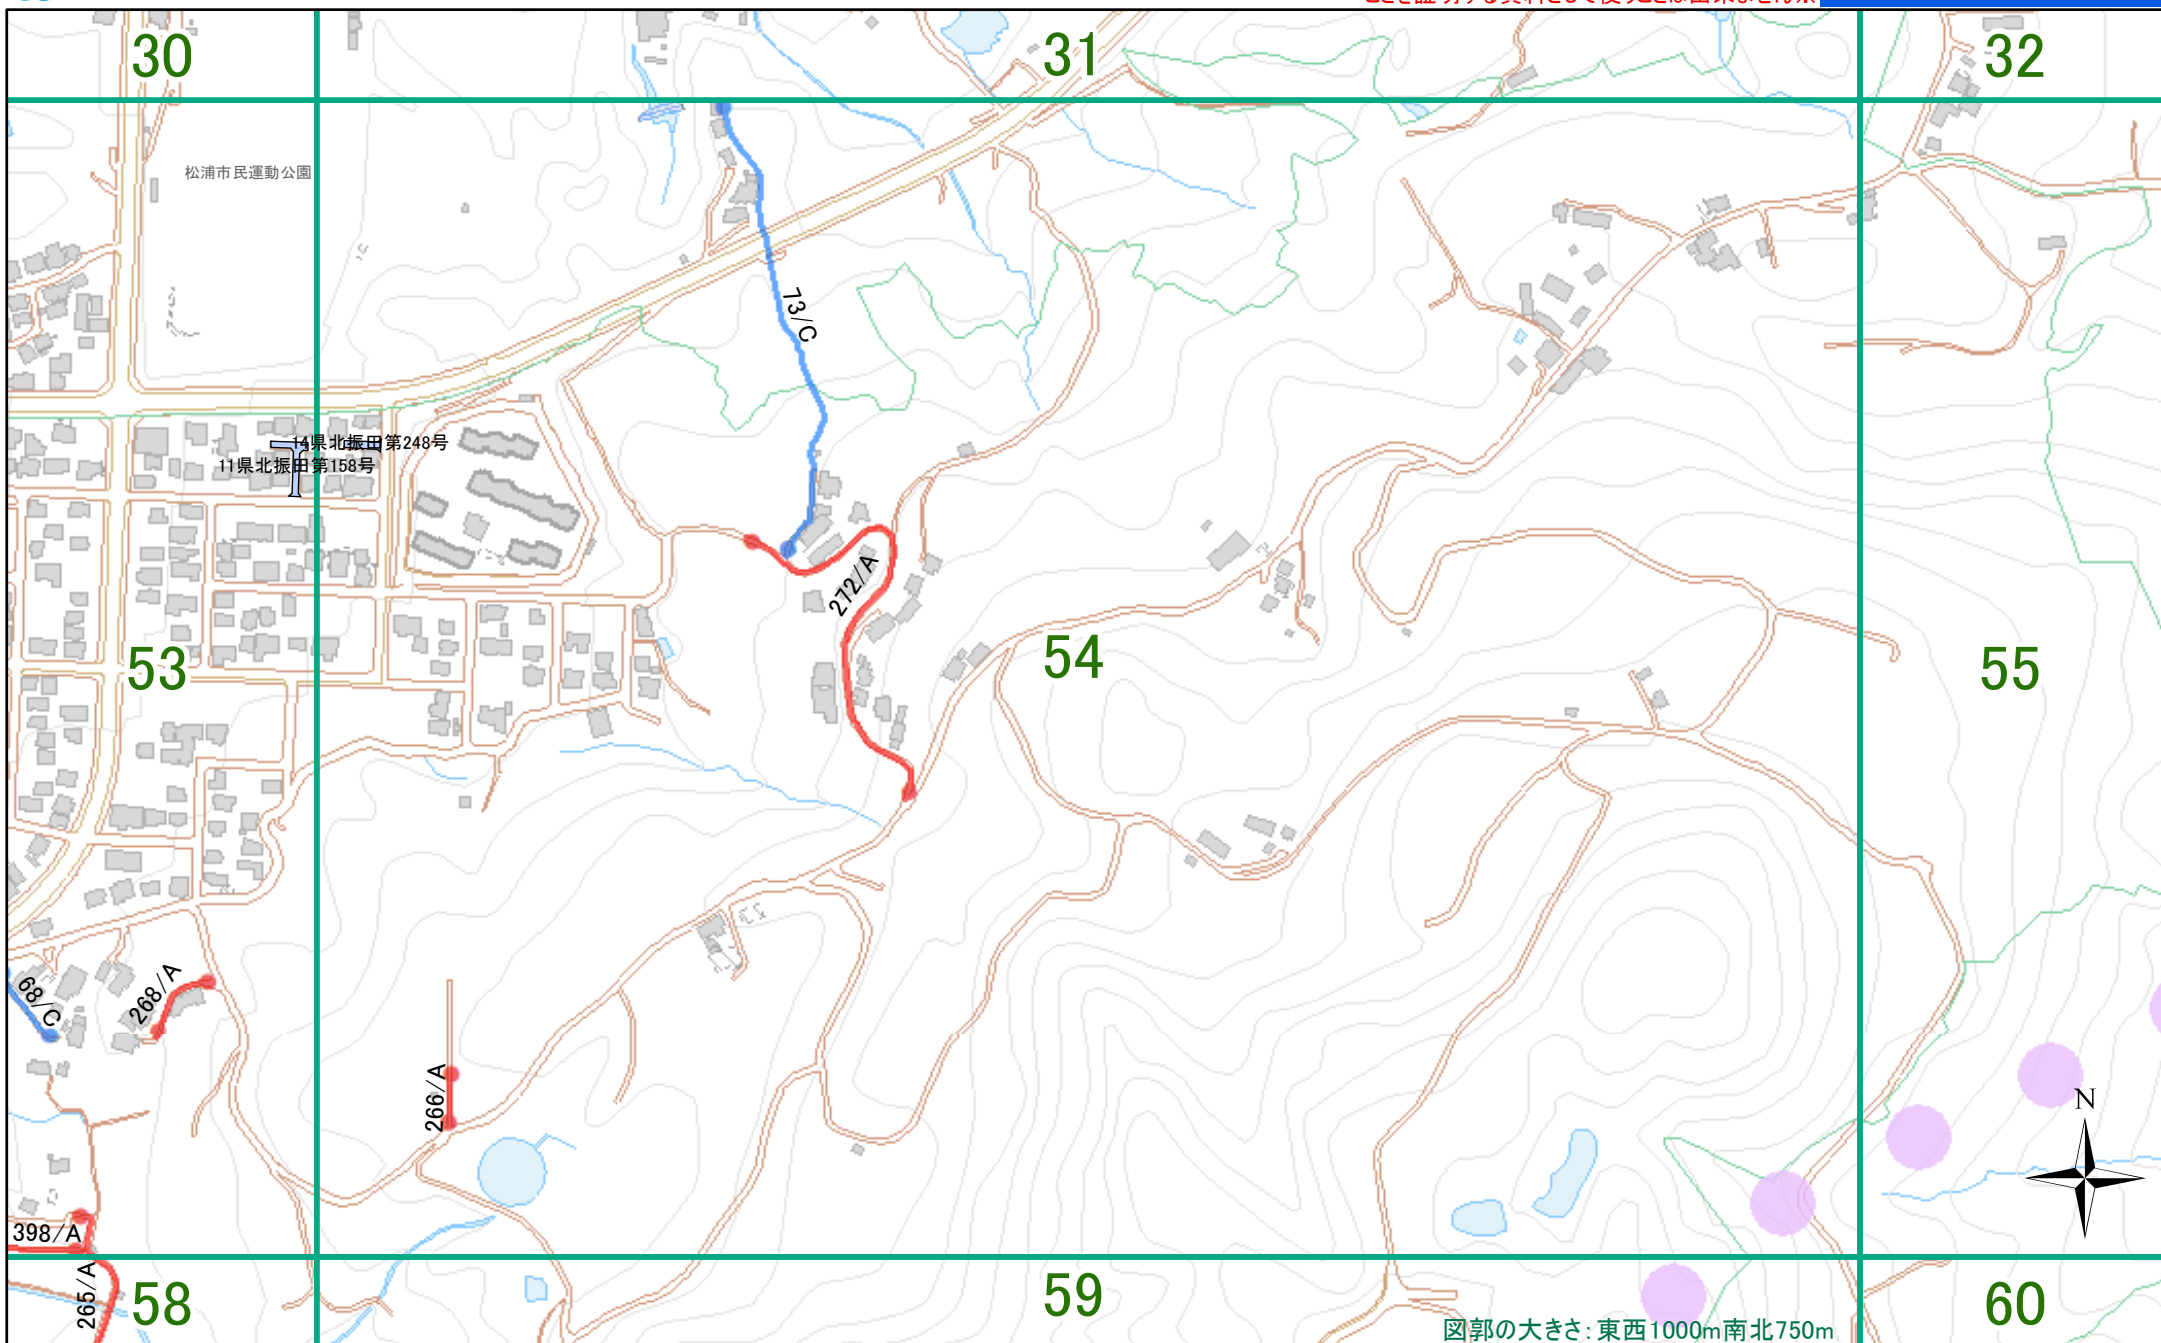 30
31
32
松浦市民運動公園
73/C
14県北振田第248号
11県北振田第158号
272/A
53
54
55
68/C
268/A
266/A
N
398/A
265/A
58
59
60
図郭の大きさ:東西1000m南北750m